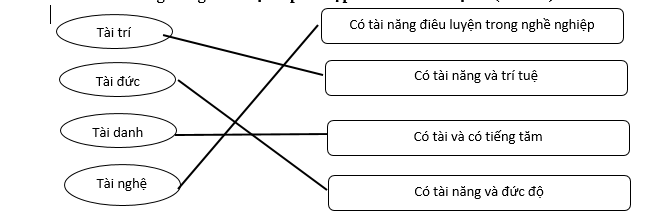 Tài trí
Có tài năng điêu luyện trong nghề nghiệp
Tài đức
Có tài năng và trí tuệ
Tài danh
Có tài và có tiếng tăm
Tài nghệ
Có tài năng và đức độ